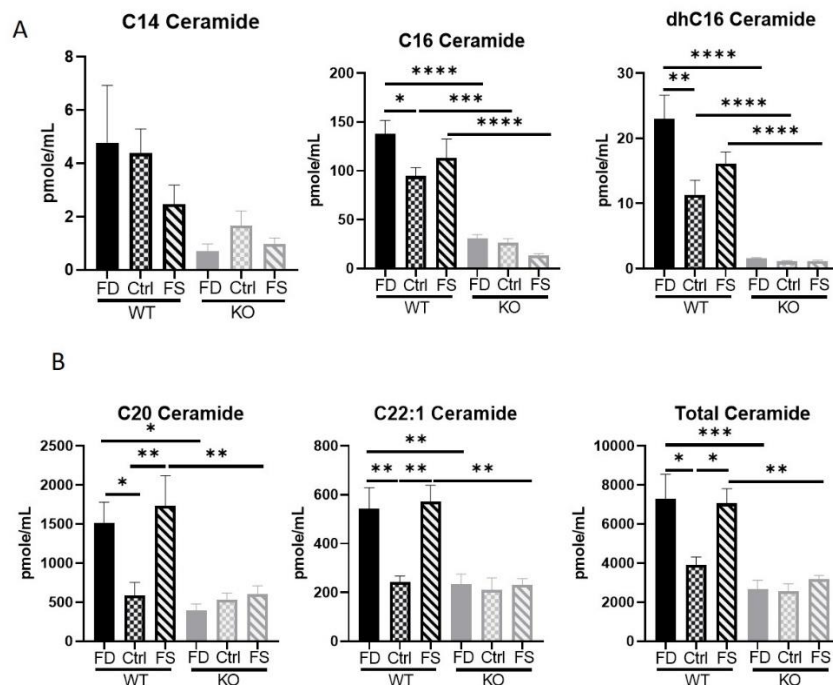 A
C14 Ceramide
pmole/mL
8
6
4
2
0
FD Ctrl FS FD Ctrl FS
WT KO
C16 Ceramide
pmole/mL
200
150
100
50
0
****
* ***
****
FD Ctrl FS FD Ctrl FS
WT KO
dhC16 Ceramide
pmole/mL
30
20
10
0
****
**
****
****
FD Ctrl FS FD Ctrl FS
WT KO
B
C20 Ceramide
pmole/mL
2500
2000
1500
1000
500
0
*
** **
*
FD Ctrl FS FD Ctrl FS
WT KO
C22:1 Ceramide
pmole/mL
800
600
400
200
0
**
** ** **
FD Ctrl FS FD Ctrl FS
WT KO
Total Ceramide
pmole/mL
10000
8000
6000
4000
2000
0
***
* * **
FD Ctrl FS FD Ctrl FS
WT KO